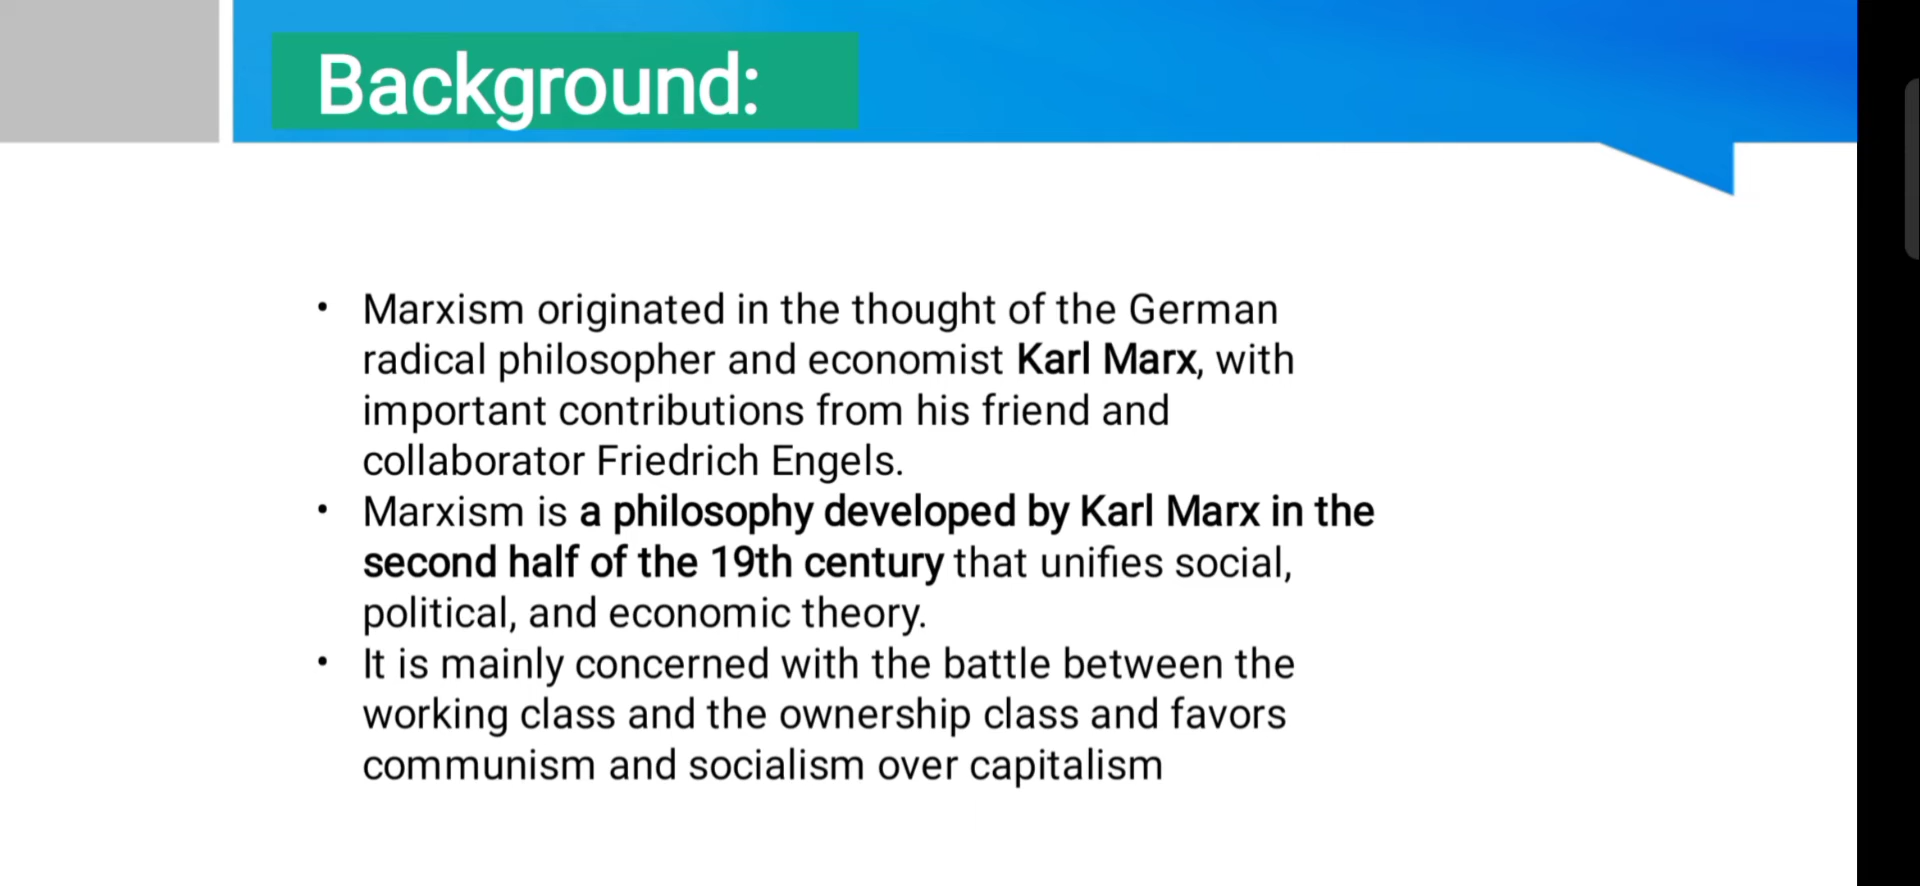 Background:
• Marxism originated in the thought of the German
radical philosopher and economist Karl Marx, with
important contributions from his friend and
collaborator Friedrich Engels.
• Marxism is a philosophy developed by Karl Marx in the
second half of the 19th century that unifies social,
political, and economic theory.
• It is mainly concerned with the battle between the
working class and the ownership class and favors
communism and socialism over capitalism